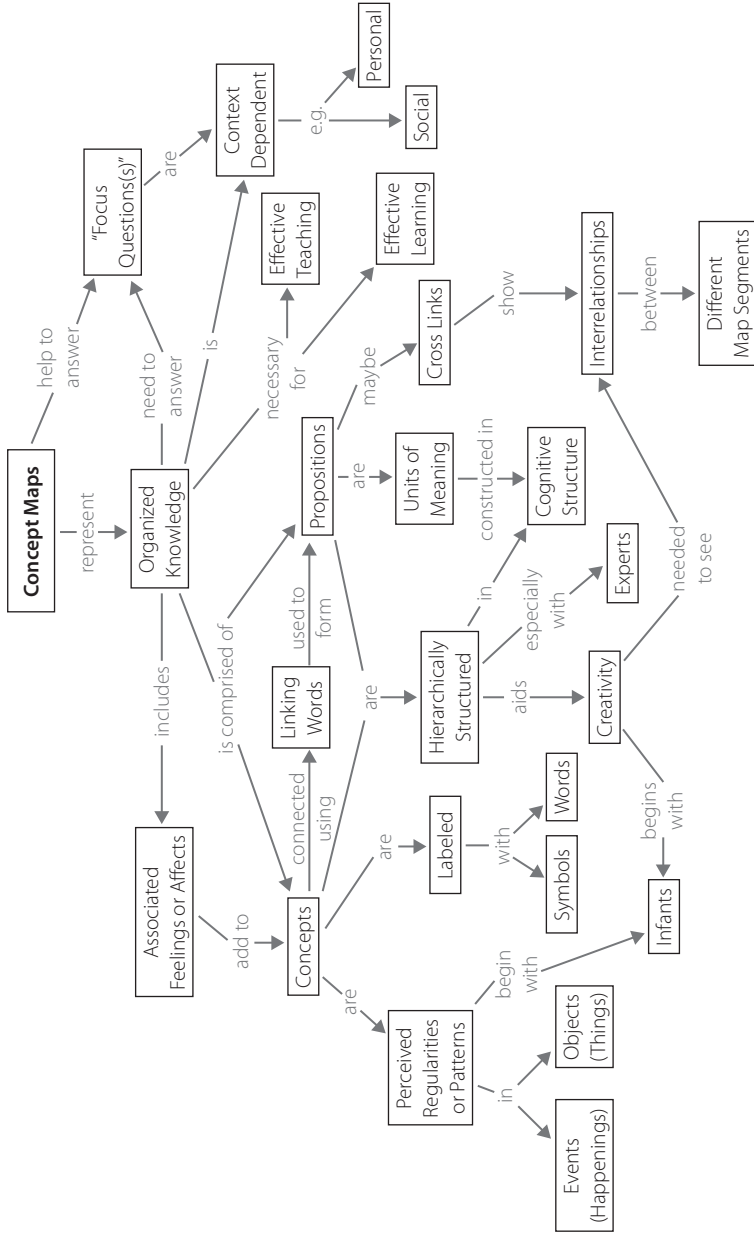 Concept Maps
represent
help to
answer
"Focus
Questions(s)"
are
Organized
Knowledge
need to
answer
is
Context
Dependent
e.g.
Personal
Social
includes
Associated
Feelings or Affects
add to
is comprised of
necessary
for
Effective
Teaching
Effective
Learning
Concepts
connected
using
Linking
Words
used to
form
Propositions
maybe
Cross Links
show
are
are
are
are
Units of
Meaning
constructed in
Perceived
Regularities
or Patterns
Labeled
with
Symbols
Words
Hierarchically
Structured
in
Cognitive
Structure
especially
with
Experts
aids
Creativity
in
Events
(Happenings)
Objects
(Things)
begin
with
Infants
begins
with
needed
to see
Interrelationships
between
Different
Map Segments